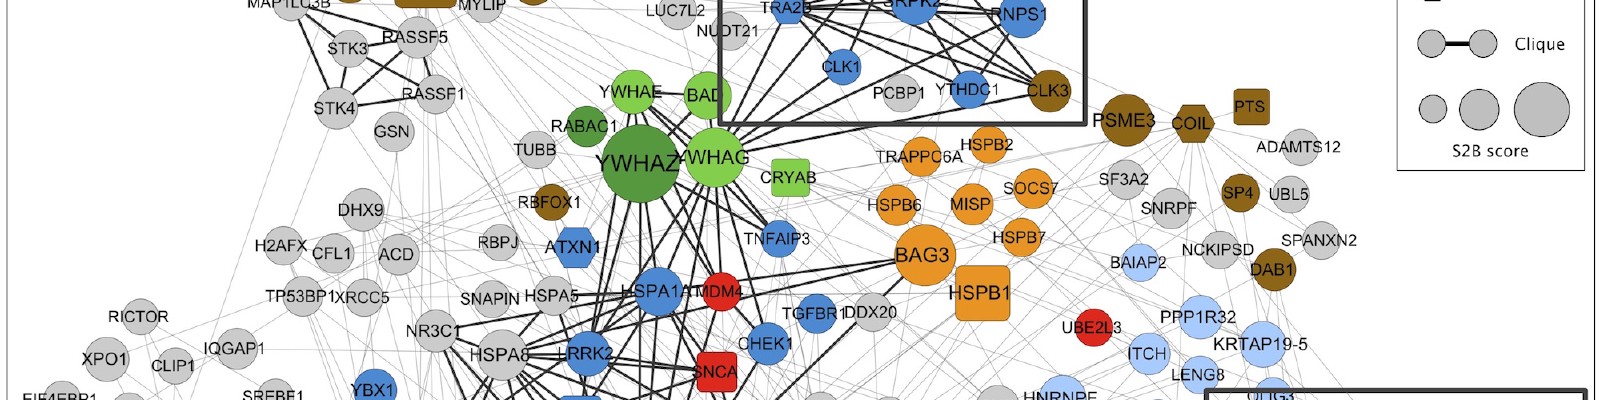 MAP1LC3B
MYLIP
LUC7L2
TRA2B
SRPK2
RNPS1
NUDT21
RASSF5
STK3
Clique
CLK1
PCBP1
YTHDC1
CLK3
YWHAE
BAD
RASSF1
STK4
PTS
GSN
RABAC1
PSME3
COIL
TUBB
YWHAZ
YWHAG
TRAPPC6A
HSPB2
ADAMTS12
S2B score
CRYAB
SF3A2
SOCS7
SP4
UBL5
RBFOX1
HSPB6
MISP
SNRPF
DHX9
H2AFX
CFL1
ACD
RBPJ
ATXN1
TNFAIP3
HSPB7
NCKIPSD
SPANXN2
BAG3
BAIAP2
DAB1
TP53BP1
XRCC5
SNAPIN
HSPA5
HSPA1A
MDM4
HSPB1
RICTOR
TGFBR1
DDX20
PPP1R32
UBE2L3
NR3C1
KRTAP19-5
XPO1
CLIP1
IQGAP1
HSPA8
LRRK2
CHEK1
ITCH
SNCA
LENG8
YBX1
EIF4EBP1
SREBF1
HNRNPF
OLIG3